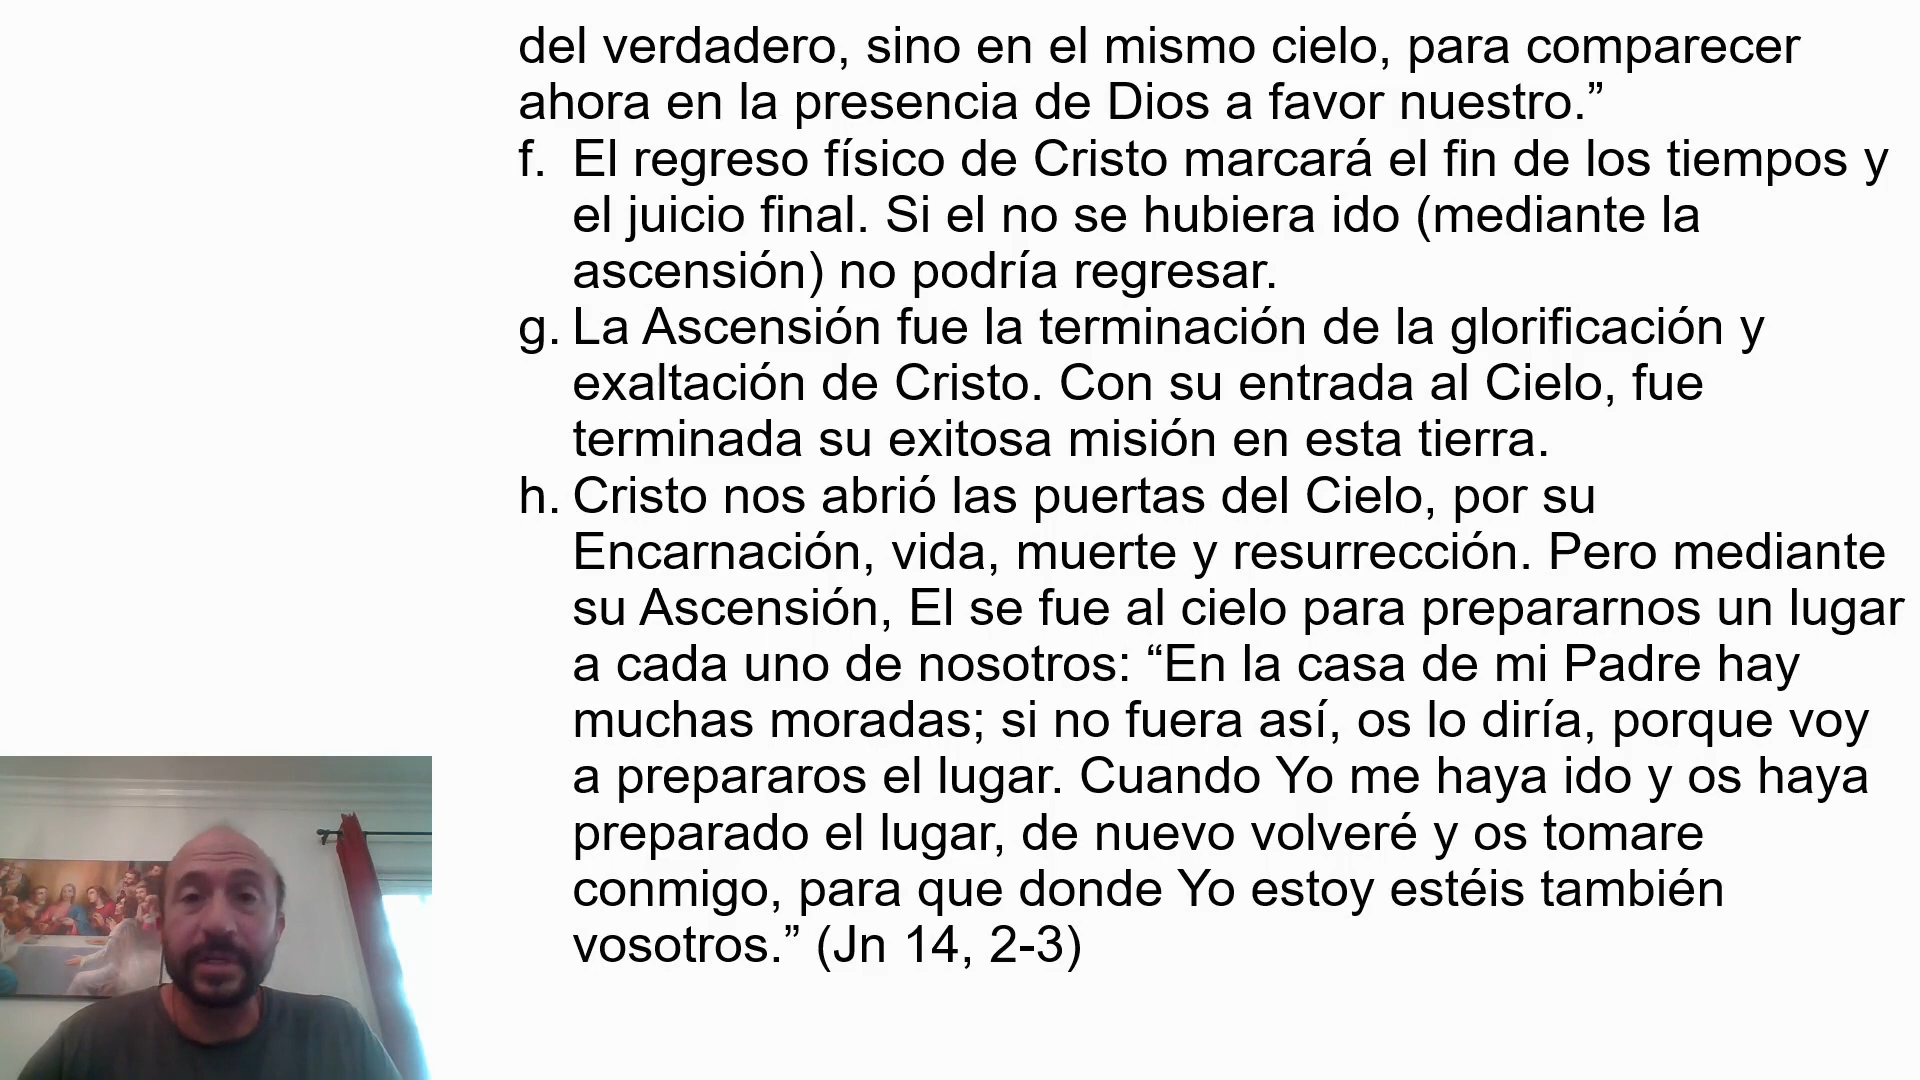 del verdadero, sino en el mismo cielo, para comparecer
ahora en la presencia de Dios a favor nuestro.”
f. El regreso físico de Cristo marcará el fin de los tiempos y
el juicio final. Si el no se hubiera ido (mediante la
ascensión) no podría regresar.
g. La Ascensión fue la terminación de la glorificación y
exaltación de Cristo. Con su entrada al Cielo, fue
terminada su exitosa misión en esta tierra.
h. Cristo nos abrió las puertas del Cielo, por su
Encarnación, vida, muerte y resurrección. Pero mediante
su Ascensión, El se fue al cielo para prepararnos un lugar
a cada uno de nosotros: “En la casa de mi Padre hay
muchas moradas; si no fuera así, os lo diría, porque voy
a prepararos el lugar. Cuando Yo me haya ido y os haya
preparado el lugar, de nuevo volveré y os tomare
conmigo, para que donde Yo estoy estéis también
vosotros.” (Jn 14, 2-3)